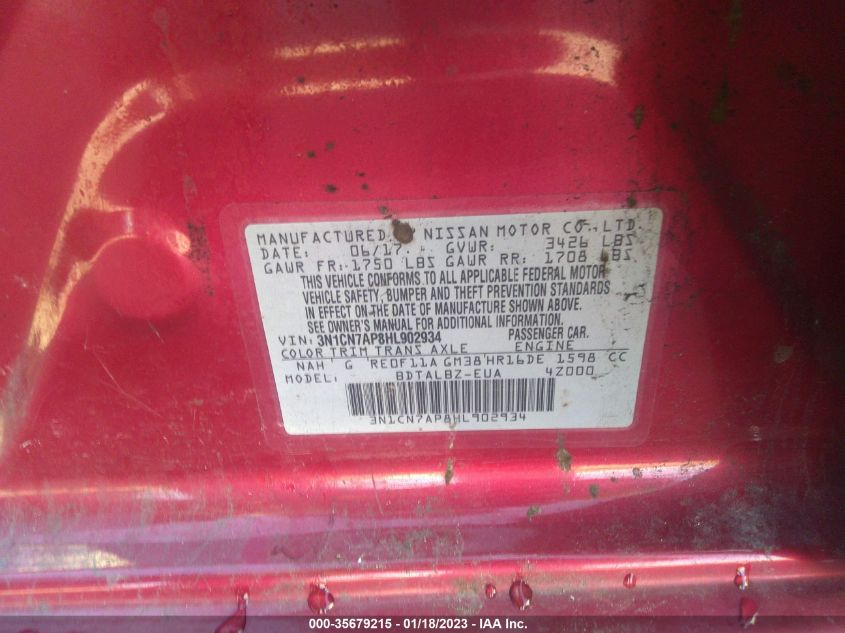 MANUFACTURED NISSAN MOTOR CO., LTD.
DATE: 06/17 GVWR: 3426 LBS
GAWR FR: 1750 LBS GAWR RR: 1708 LBS
THIS VEHICLE CONFORMS TO ALL APPLICABLE FEDERAL MOTOR
VEHICLE SAFETY, BUMPER AND THEFT PREVENTION STANDARDS
IN EFFECT ON THE DATE OF MANUFACTURE SHOWN ABOVE.
SEE OWNER'S MANUAL FOR ADDITIONAL INFORMATION.
VIN: 3N1CN7AP8HL902934 PASSENGER CAR.
COLOR TRIM TRANS AXLE ENGINE
NAH G RE0F11A GM38 HR16DE 1598 CC
MODEL: BDTALBZ-EUA 4Z000
3N1CN7AP8HL902934
000-35679215 - 01/18/2023 - IAA Inc.